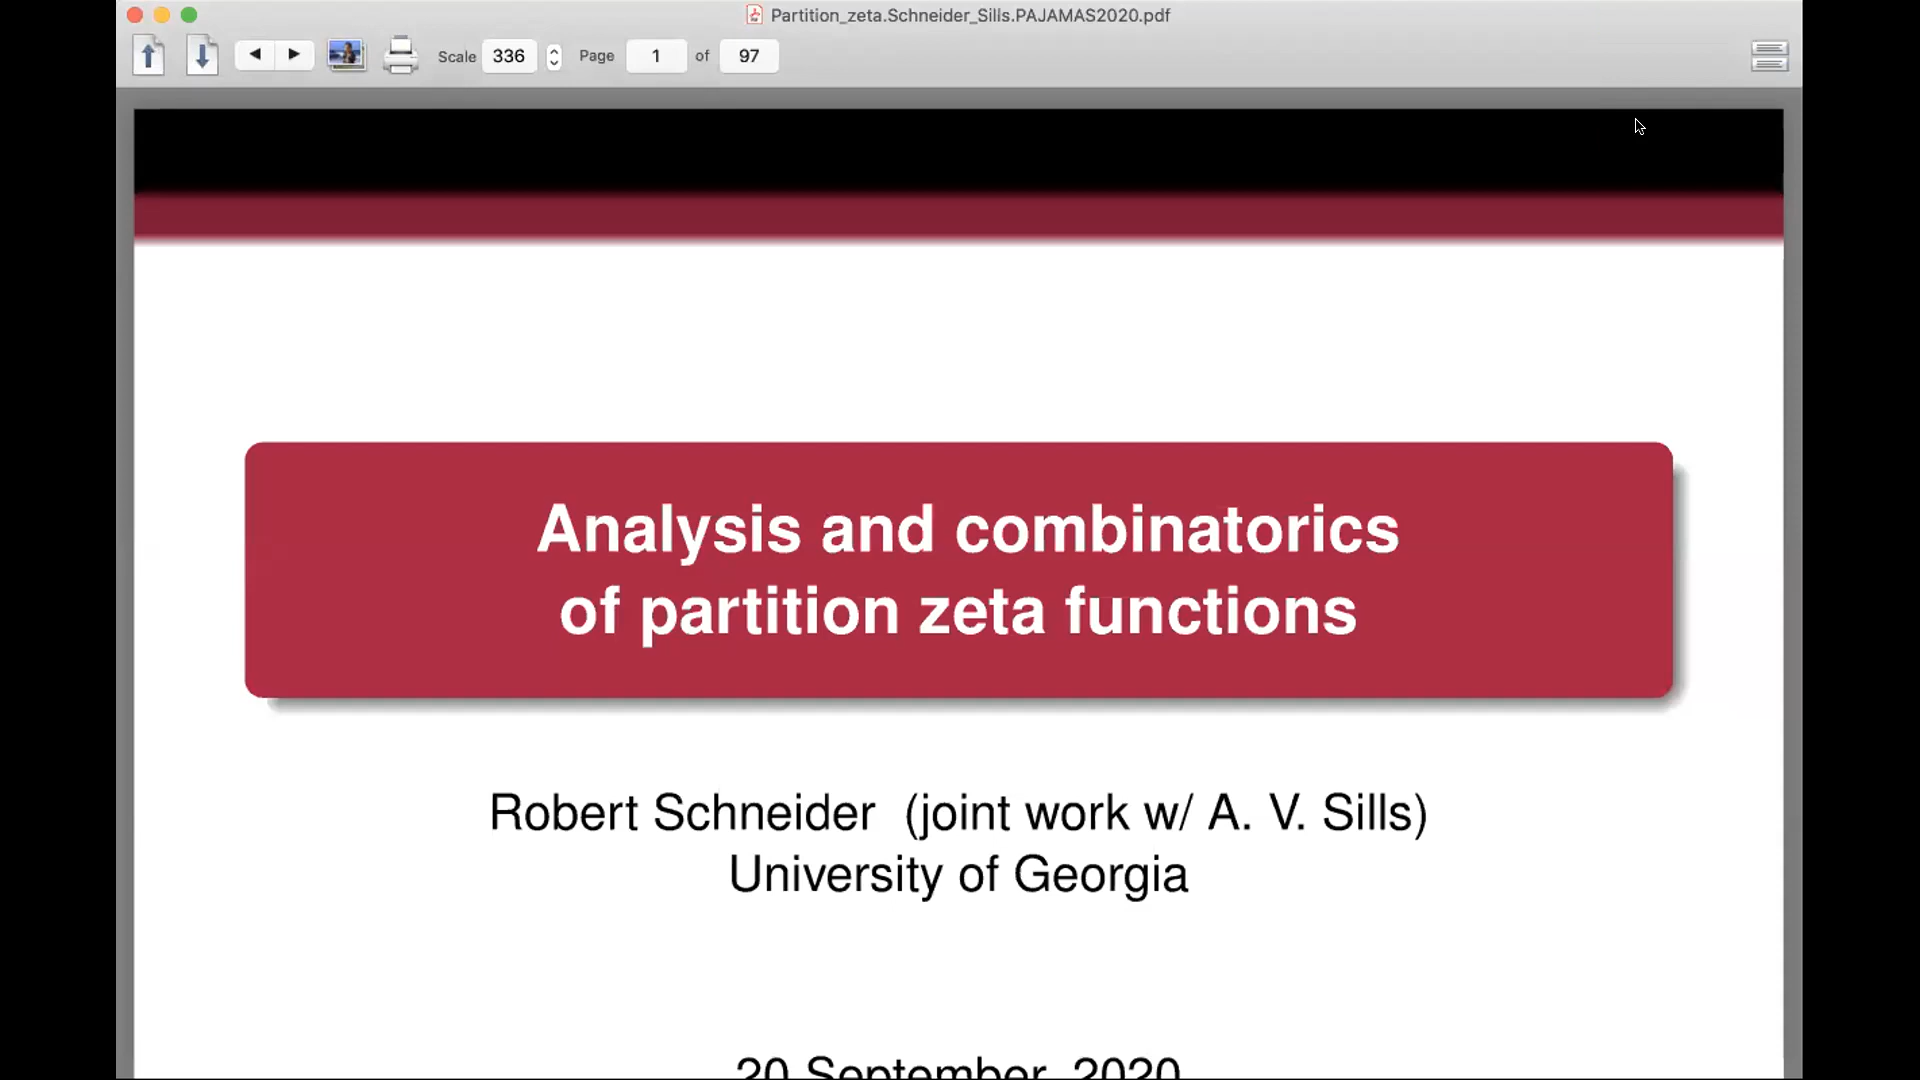 Partition_zeta.Schneider_Sills.PAJAMAS2020.pdf
Scale 336 Page 1 of 97
Analysis and combinatorics
of partition zeta functions
Robert Schneider (joint work w/ A. V. Sills)
University of Georgia
20 September, 2020